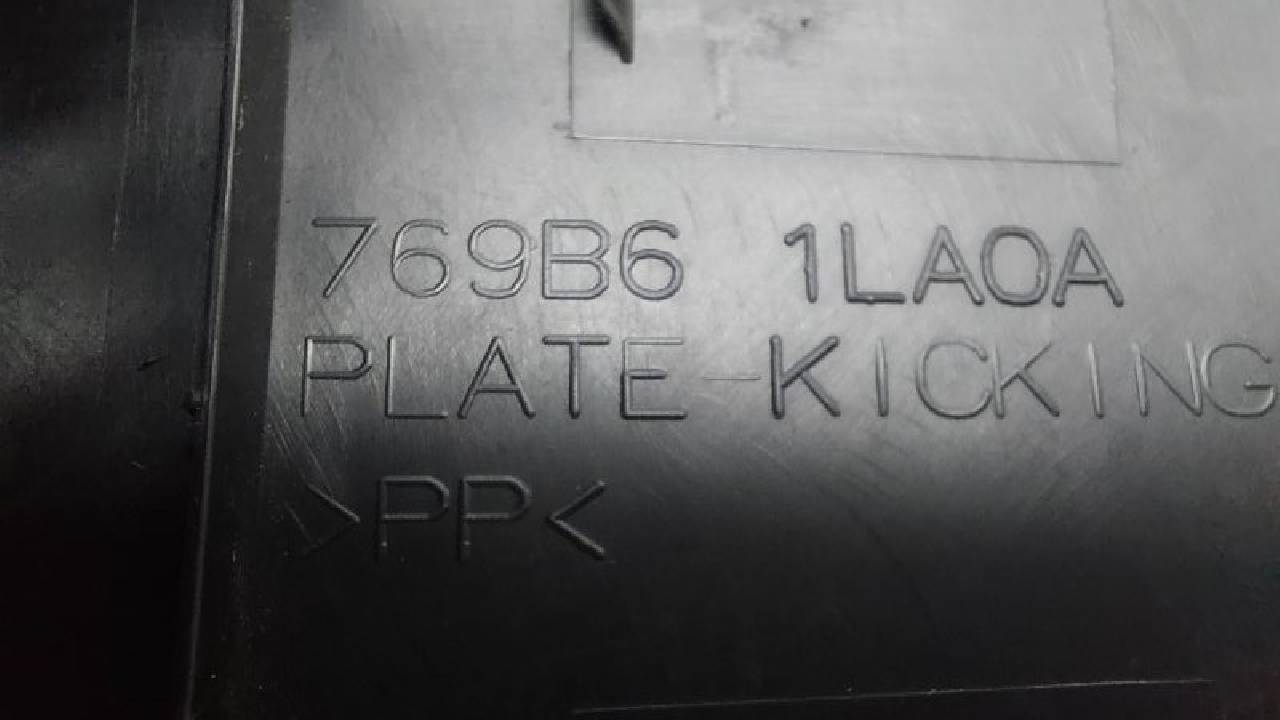 769B6 1LA0A
PLATE-KICKING
>PP<